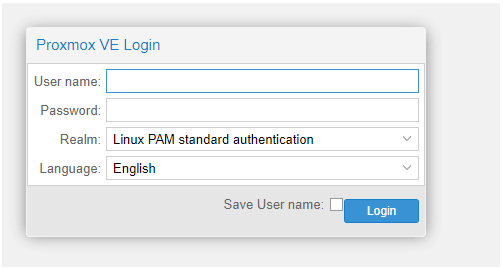 Proxmox VE Login
User name:
Password:
Realm: Linux PAM standard authentication
Language: English
Save User name: Login